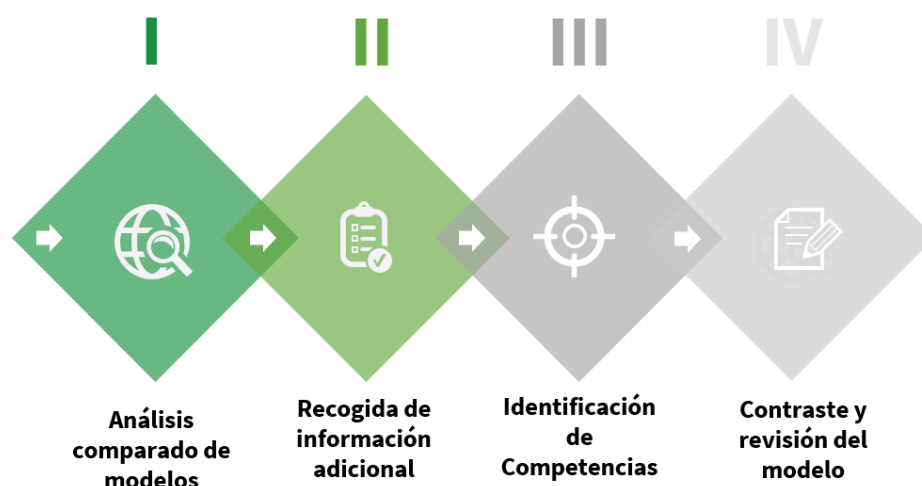 I
II
III
IV
Análisis
comparado de
modelos
Recogida de
información
adicional
Identificación
de
Competencias
Contraste y
revisión del
modelo